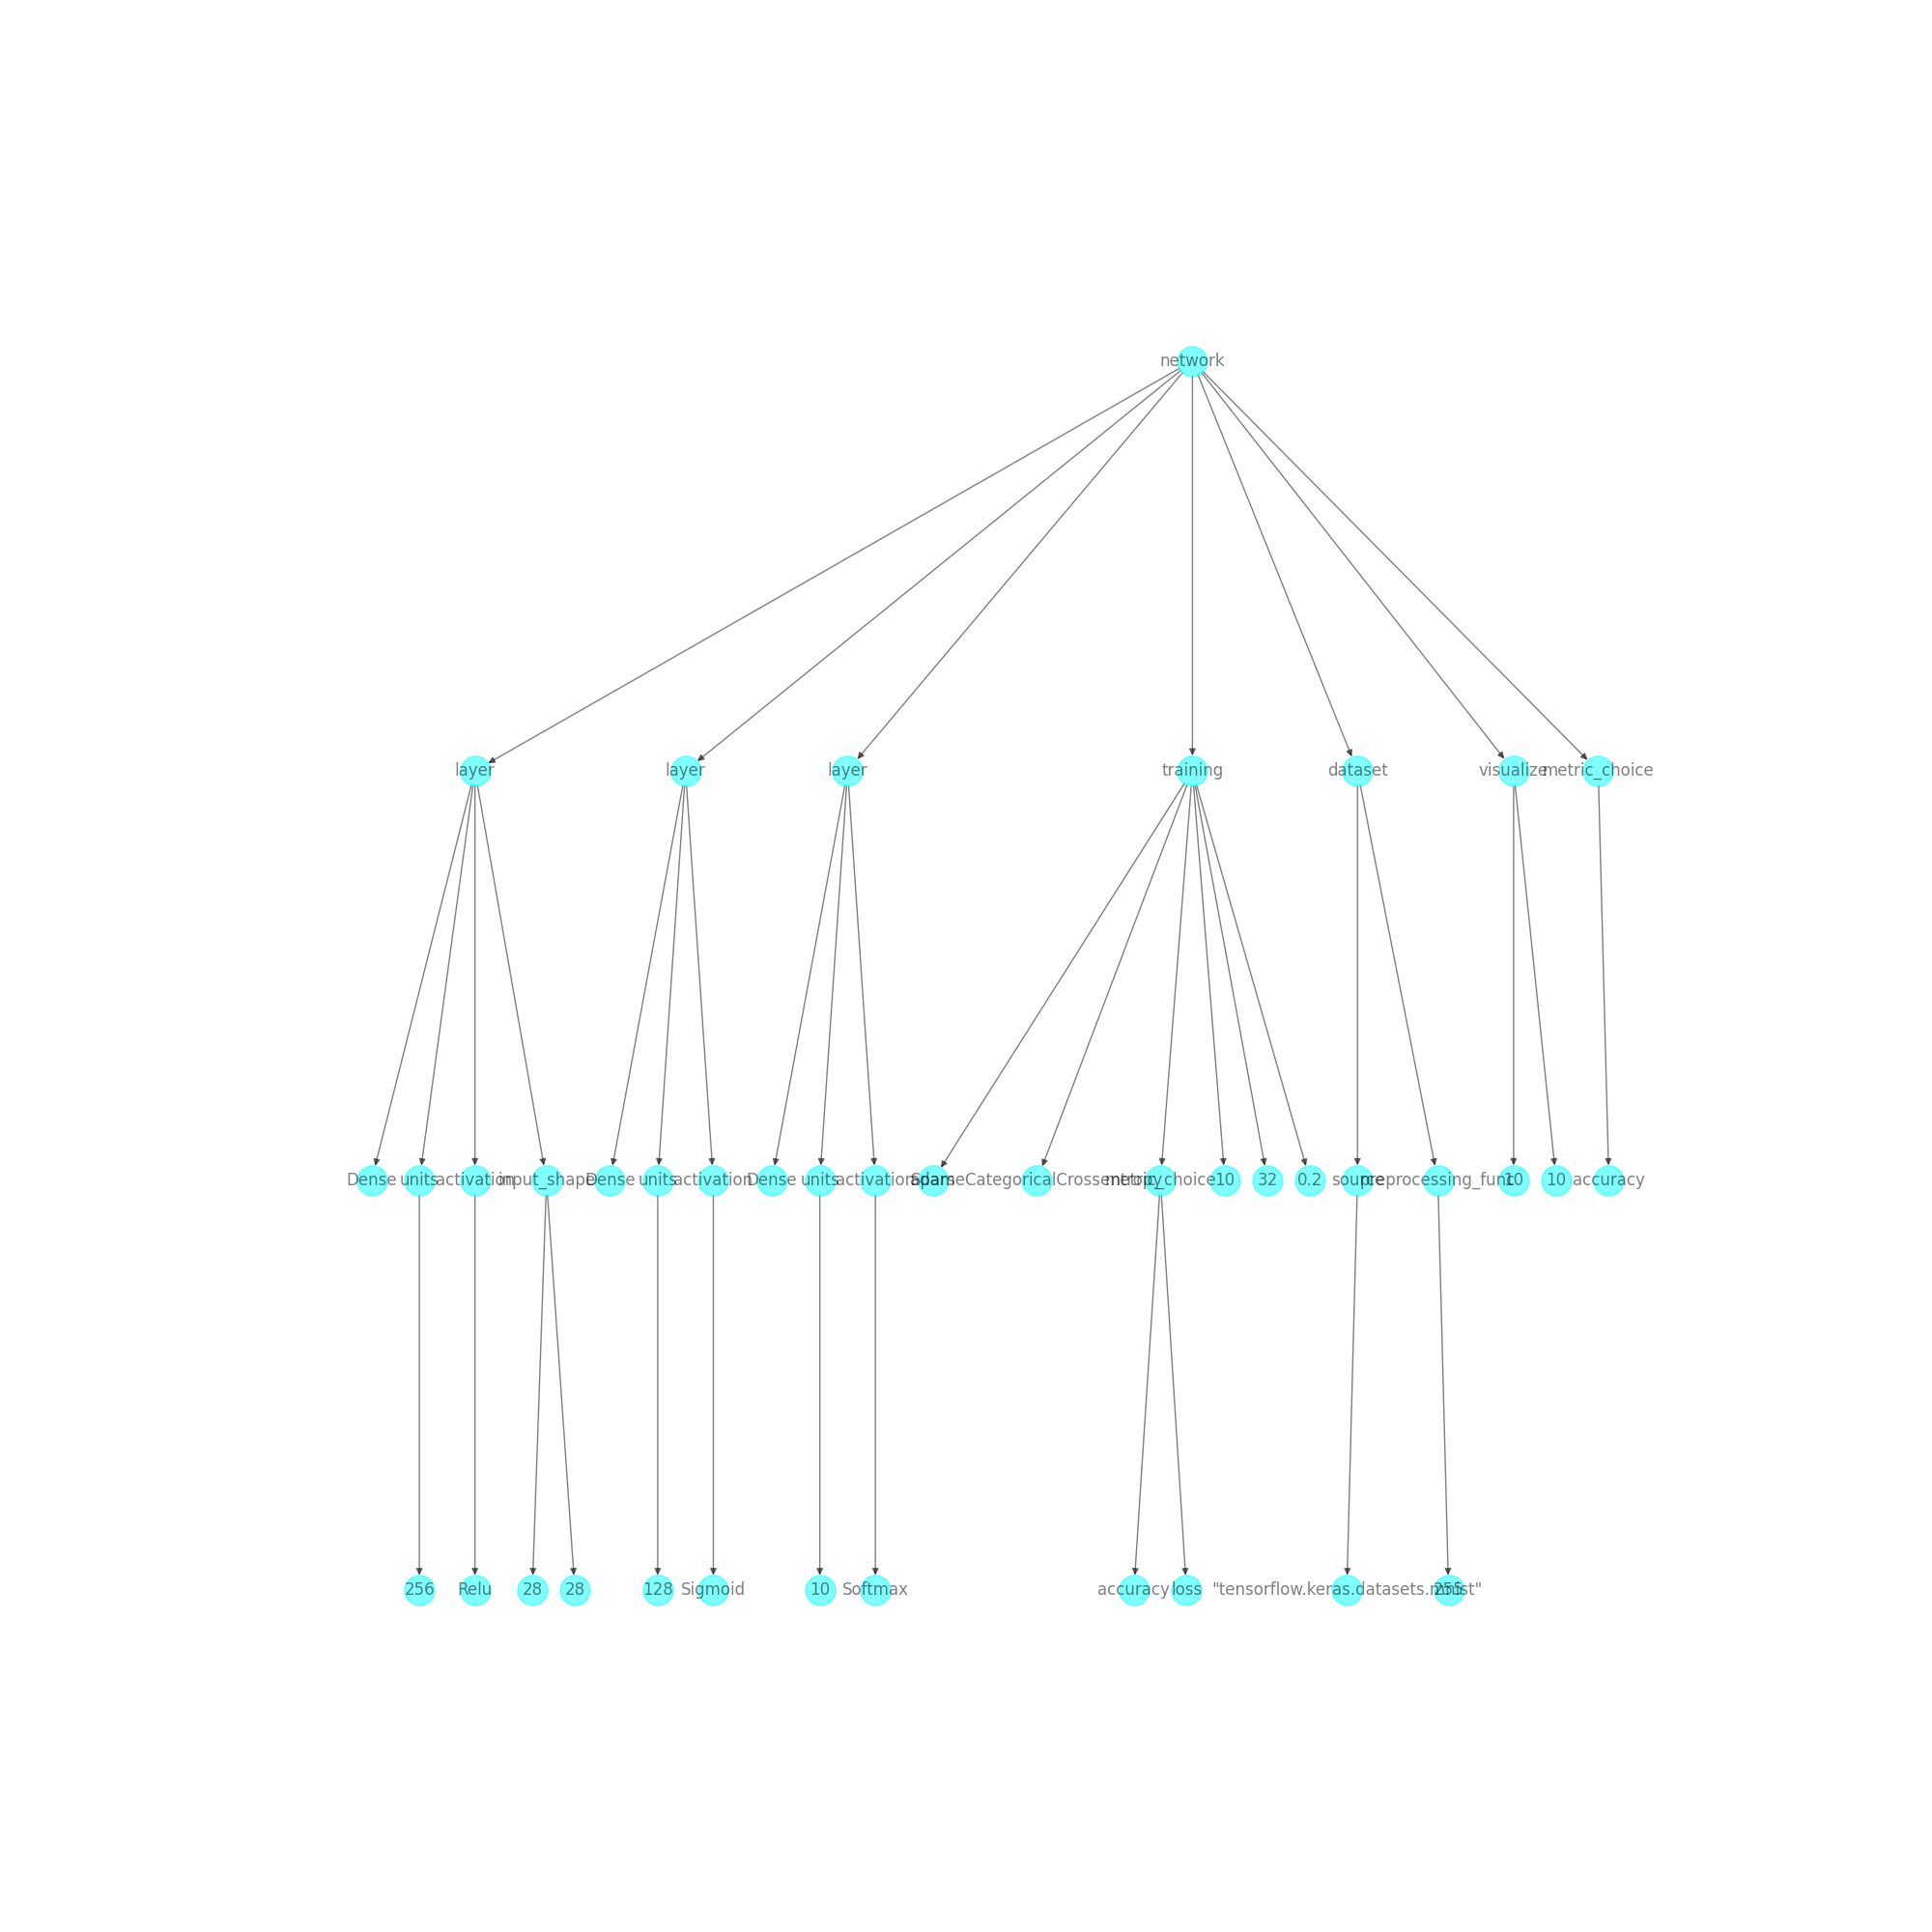 network
layer layer layer training dataset visualize metric_choice
Dense units activation input_shape Dense units activation Dense units activation adam SparseCategoricalCrossentropy metric_choice 10 32 0.2 source preprocessing_func 10 10 accuracy
256 Relu 28 28 128 Sigmoid 10 Softmax accuracy loss "tensorflow.keras.datasets.mnist" 255